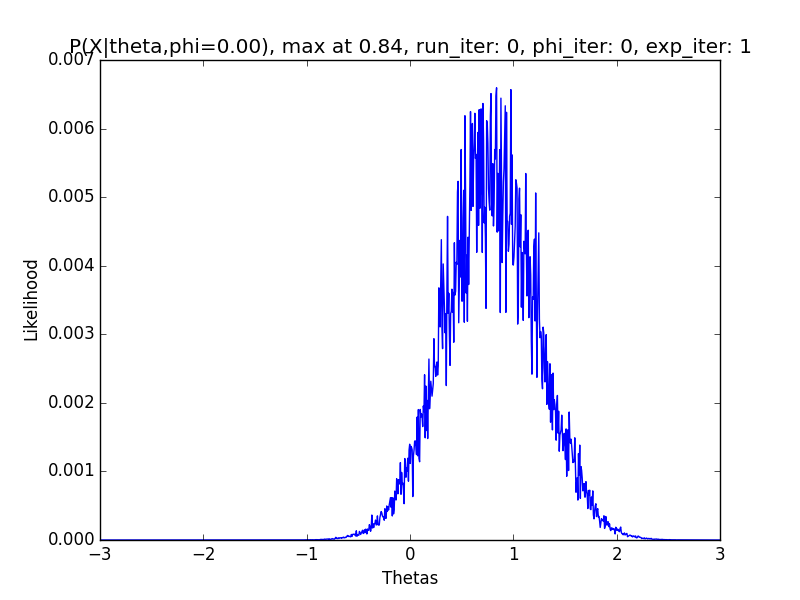 P(X|theta,phi=0.00), max at 0.84, run_iter: 0, phi_iter: 0, exp_iter: 1
0.007
0.006
0.005
0.004
0.003
0.002
0.001
0.000
Likelihood
−3 −2 −1 0 1 2 3
Thetas